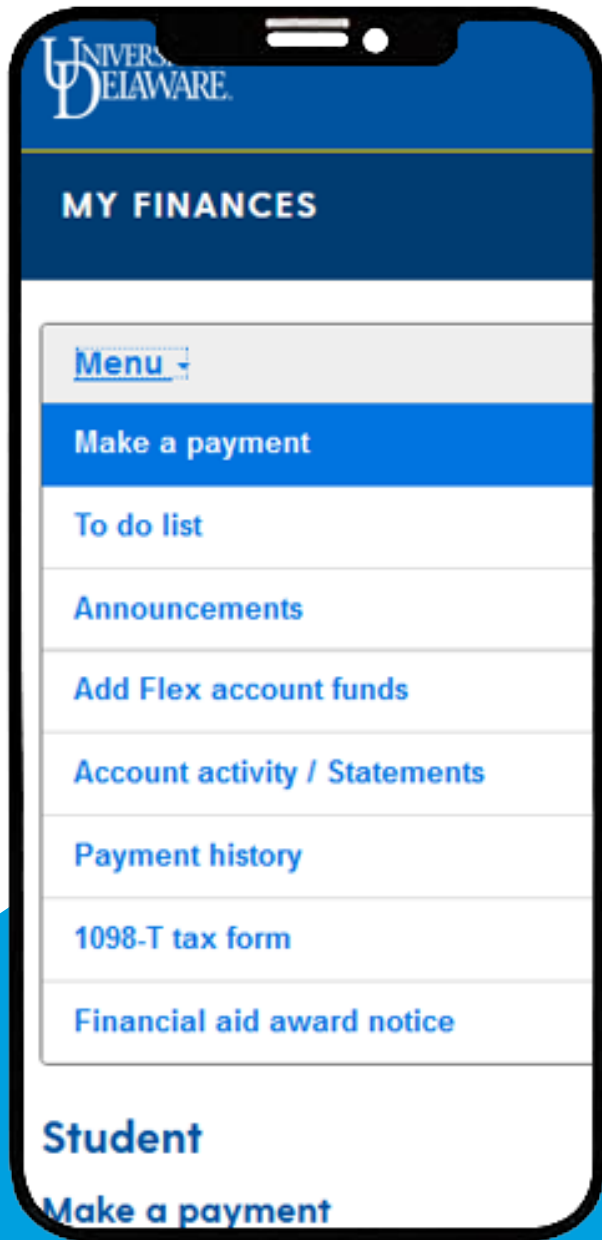 DELAWARE.
MY FINANCES
Menu
Make a payment
To do list
Announcements
Add Flex account funds
Account activity / Statements
Payment history
1098-T tax form
Financial aid award notice
Student
Make a payment